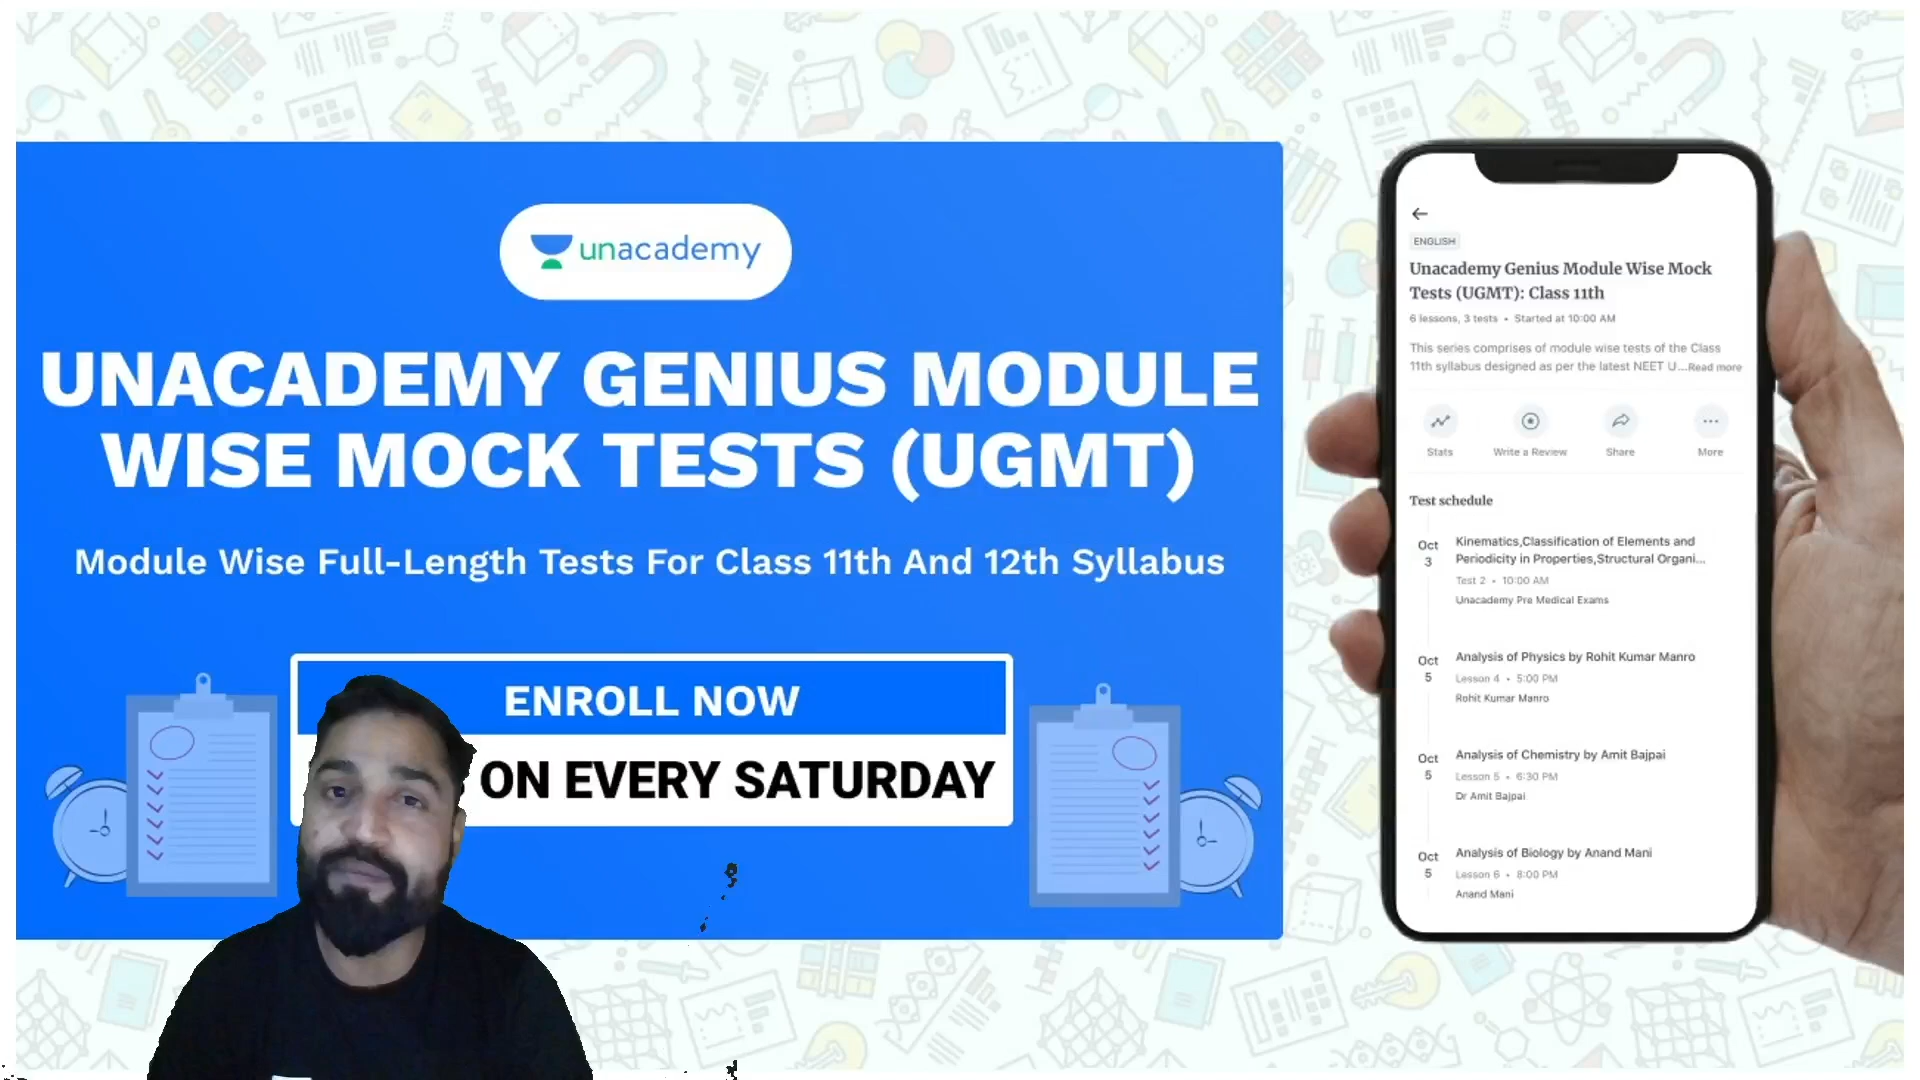 unacademy
UNACADEMY GENIUS MODULE
WISE MOCK TESTS (UGMT)
Module Wise Full-Length Tests For Class 11th And 12th Syllabus
ENROLL NOW
ON EVERY SATURDAY
ENGLISH
Unacademy Genius Module Wise Mock
Tests (UGMT): Class 11th
6 lessons, 3 tests • Started at 10:00 AM
This series comprises of module wise tests of the Class
11th syllabus designed as per the latest NEET U...Read more
Stats Write a Review Share More
Test schedule
Oct 3
Kinematics,Classification of Elements and
Periodicity in Properties,Structural Organi...
Test 2 • 10:00 AM
Unacademy Pre Medical Exams
Oct 5
Analysis of Physics by Rohit Kumar Manro
Lesson 4 • 5:00 PM
Rohit Kumar Manro
Oct 5
Analysis of Chemistry by Amit Bajpai
Lesson 5 • 6:30 PM
Dr Amit Bajpai
Oct 5
Analysis of Biology by Anand Mani
Lesson 6 • 8:00 PM
Anand Mani